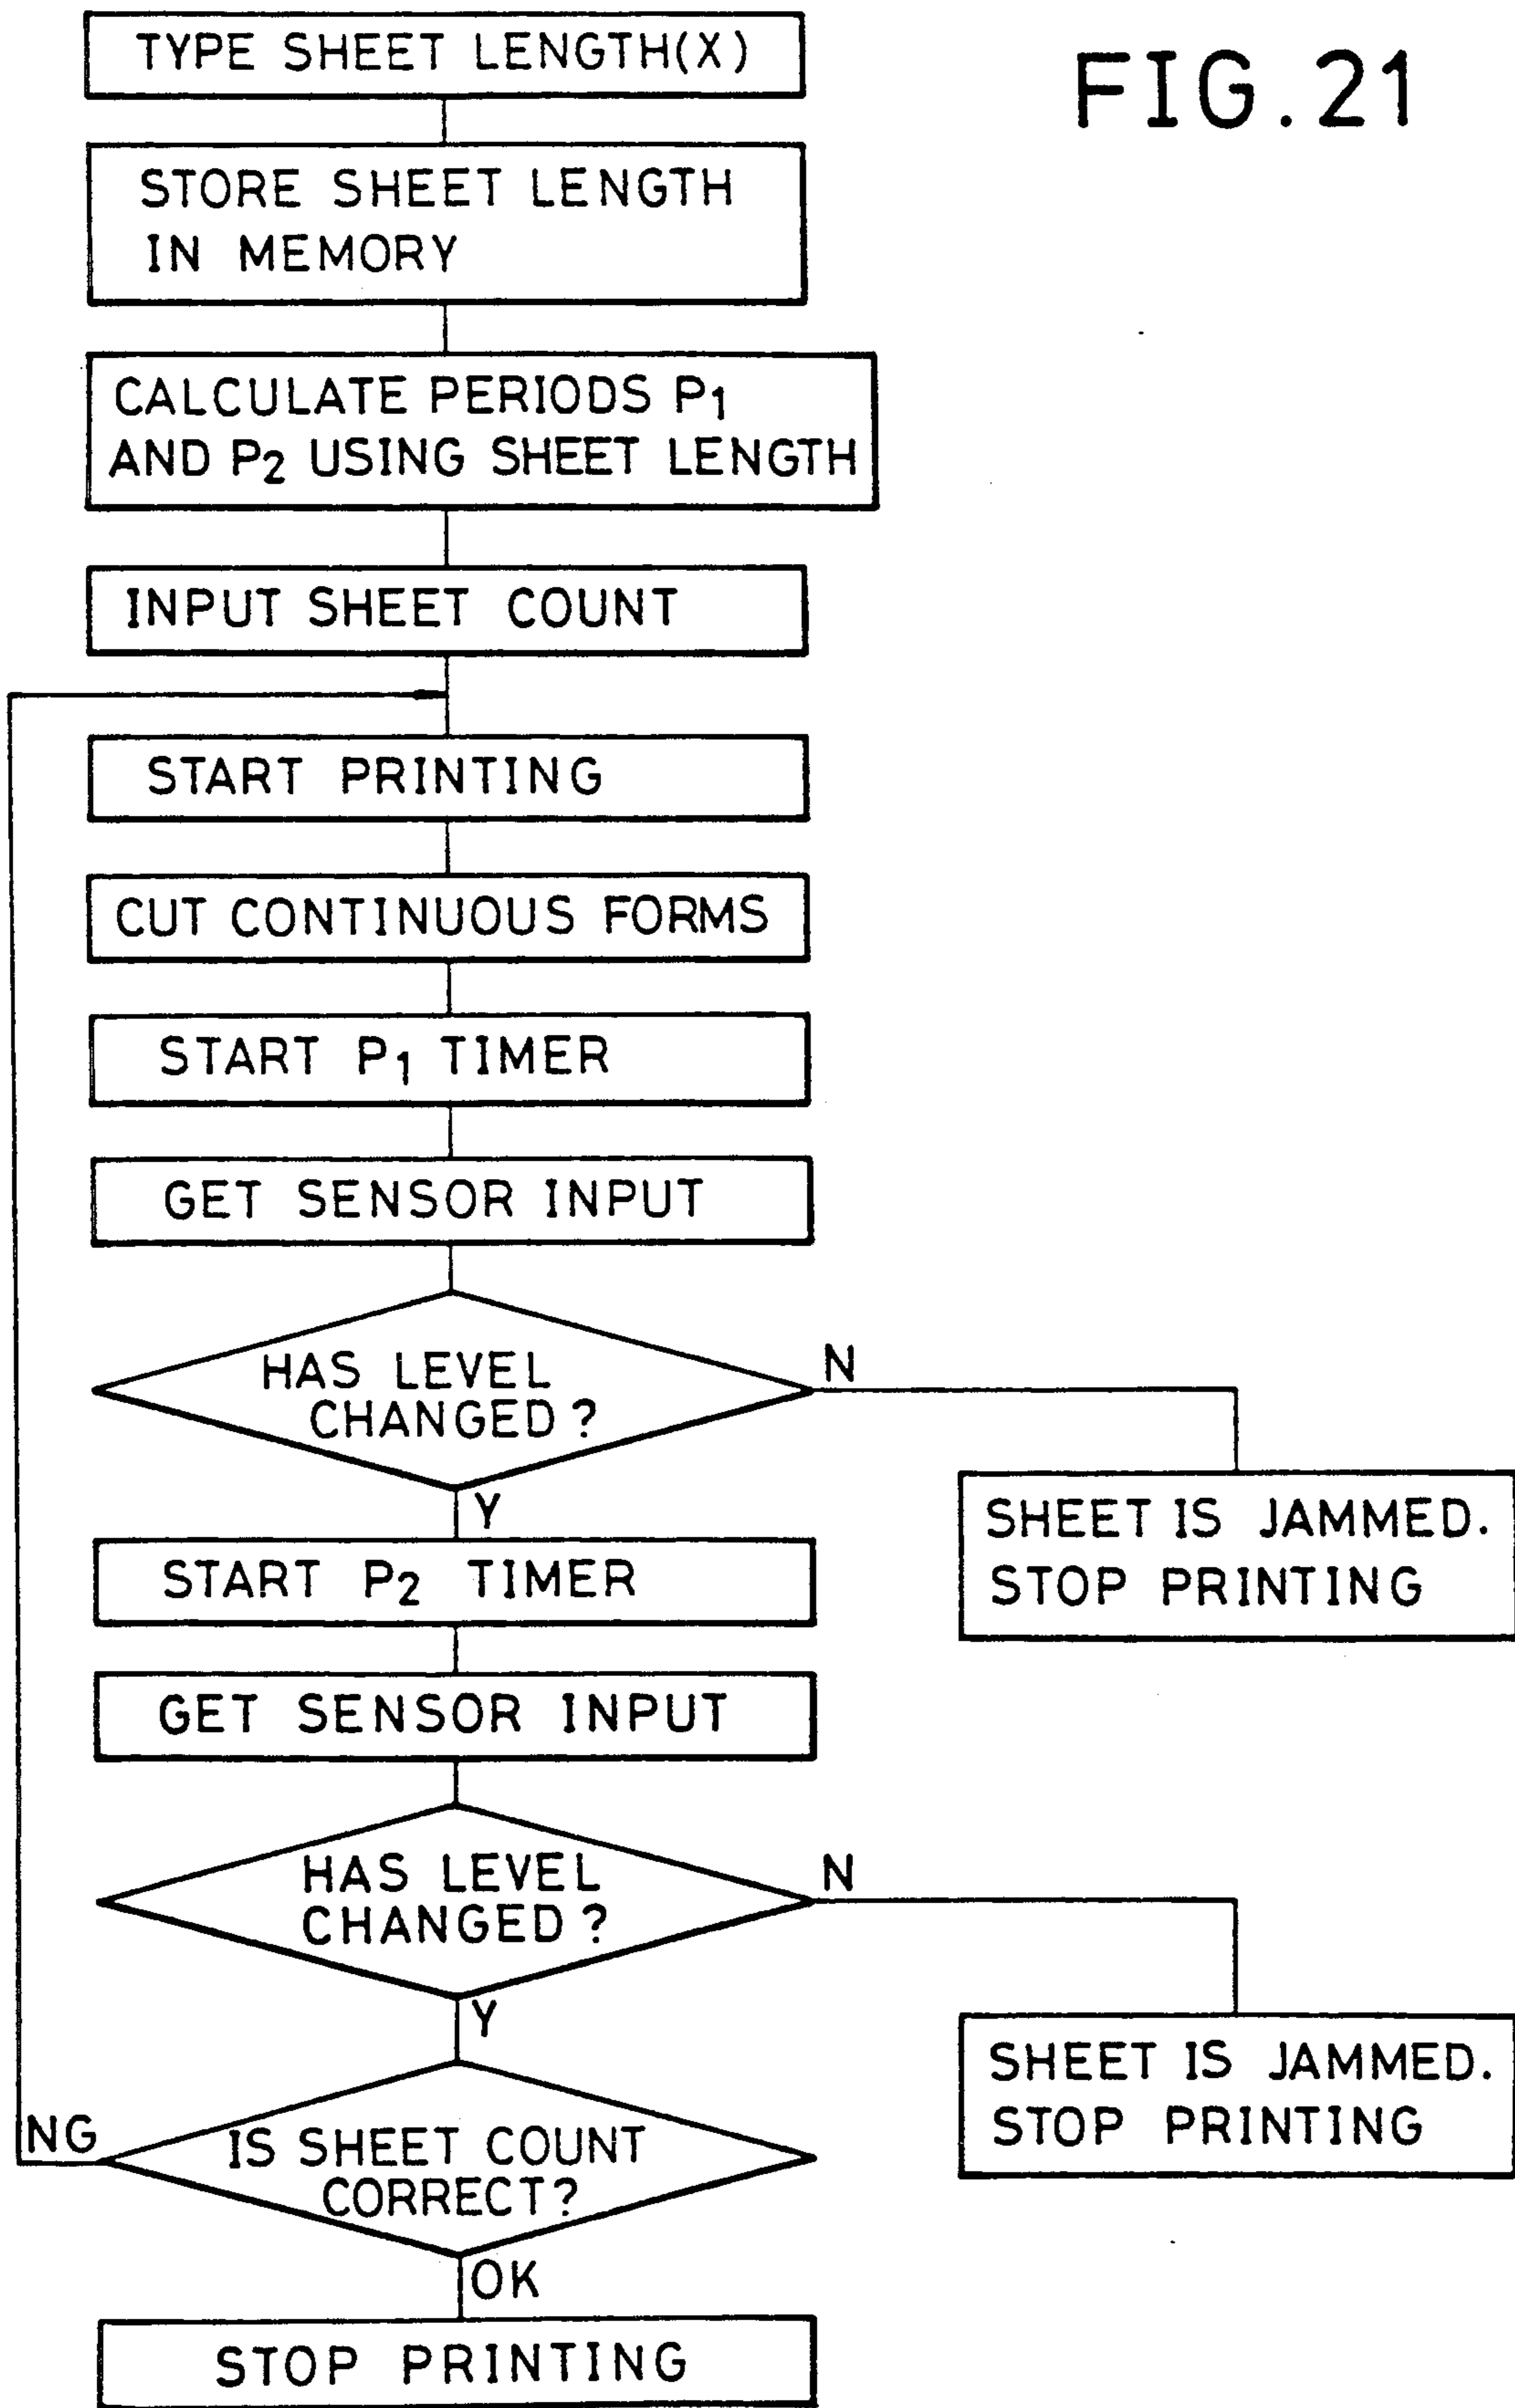 FIG.21
TYPE SHEET LENGTH(X)
STORE SHEET LENGTH
IN MEMORY
CALCULATE PERIODS P1
AND P2 USING SHEET LENGTH
INPUT SHEET COUNT
START PRINTING
CUT CONTINUOUS FORMS
START P1 TIMER
GET SENSOR INPUT
HAS LEVEL
CHANGED?
N
SHEET IS JAMMED.
STOP PRINTING
Y
START P2 TIMER
GET SENSOR INPUT
HAS LEVEL
CHANGED?
N
SHEET IS JAMMED.
STOP PRINTING
Y
IS SHEET COUNT
CORRECT?
NG
OK
STOP PRINTING